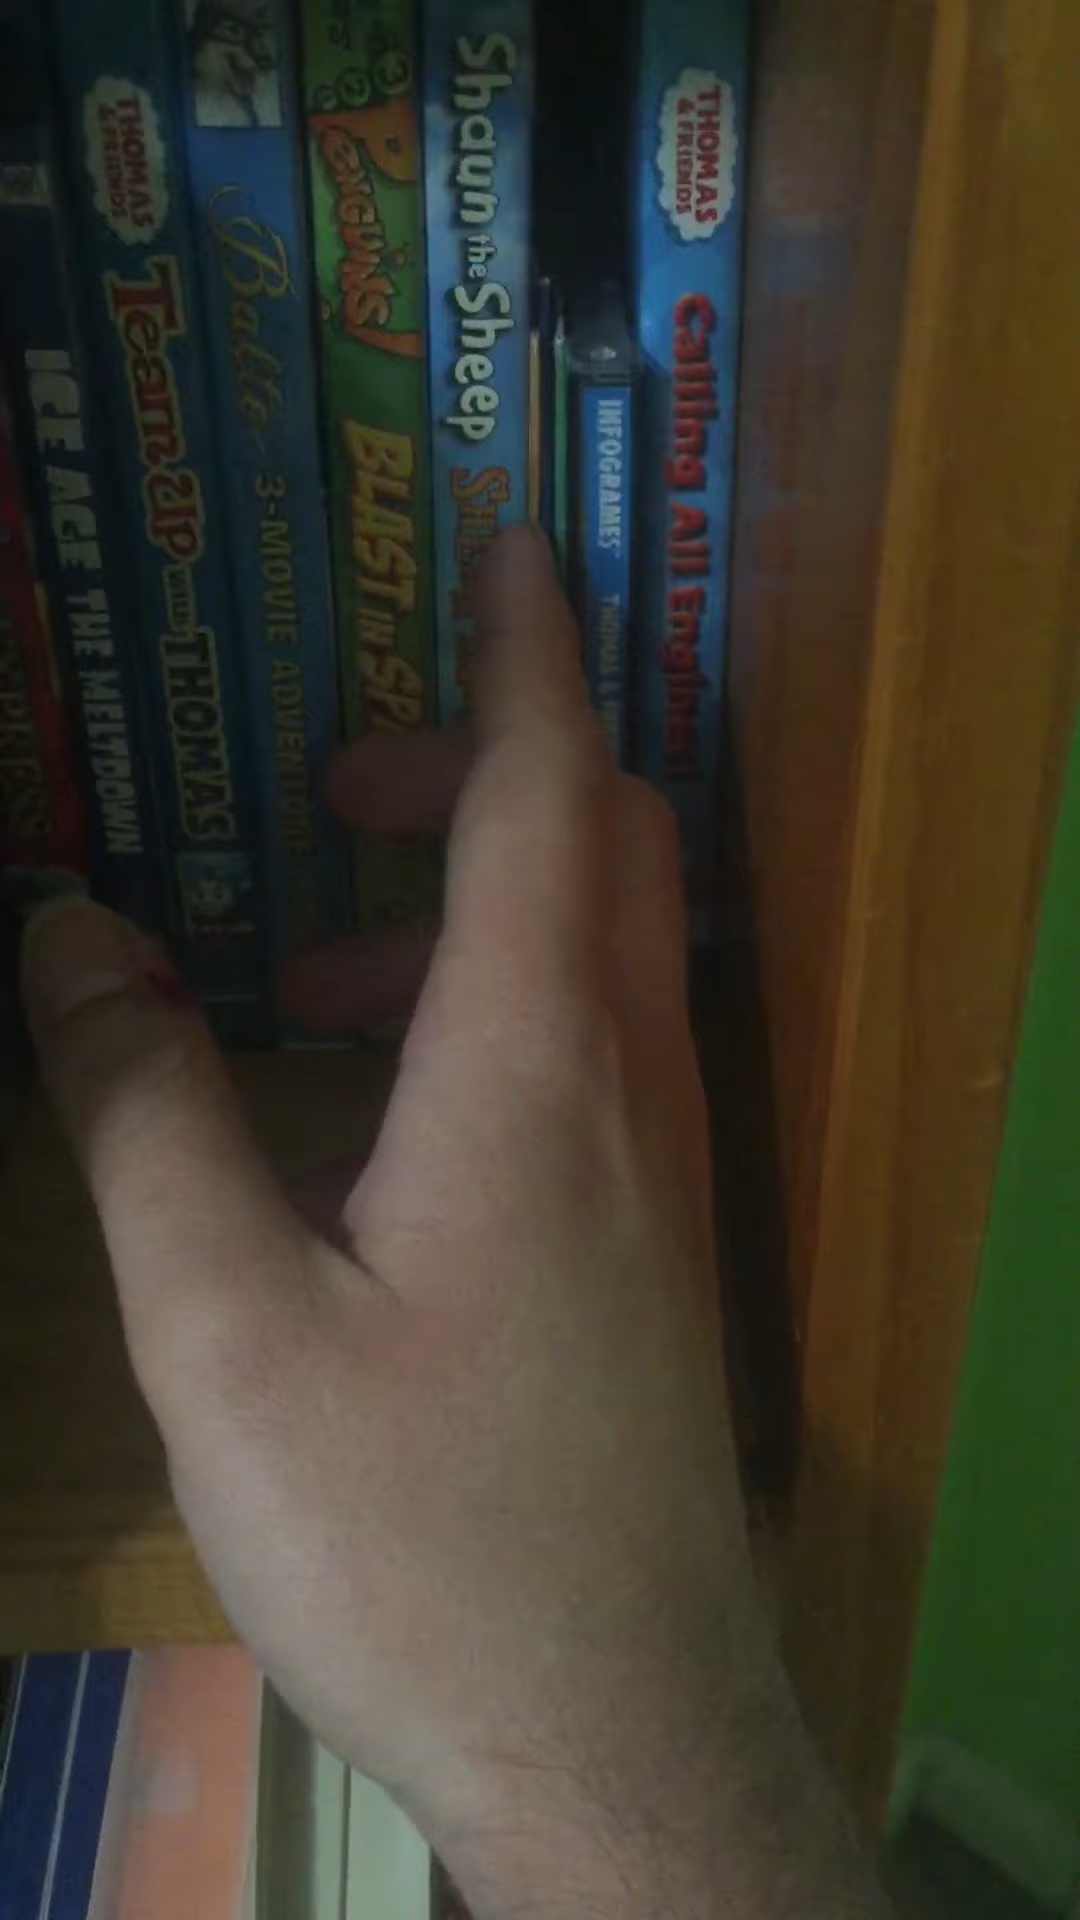 ICE AGE THE MELTDOWN
THOMAS & FRIENDS
Team Up with THOMAS
Balto
3-MOVIE ADVENTURE
PENGUINS
BLAST IN
Shaun the Sheep
INFOGRAMES
THOMAS &
THOMAS & FRIENDS
Calling All Engines!